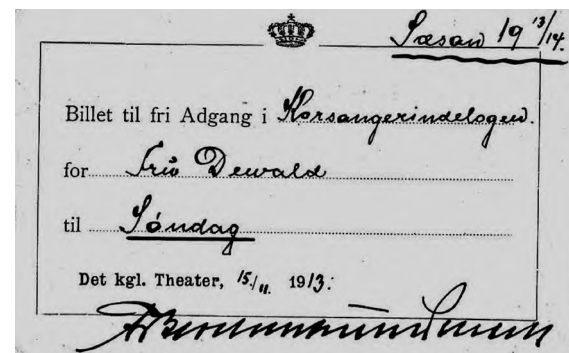 Sæson 19 13/14.
Billet til fri Adgang i Korsangerindelogen.
for Fru Dewald
til Søndag
Det kgl. Theater, 15/11 1913.